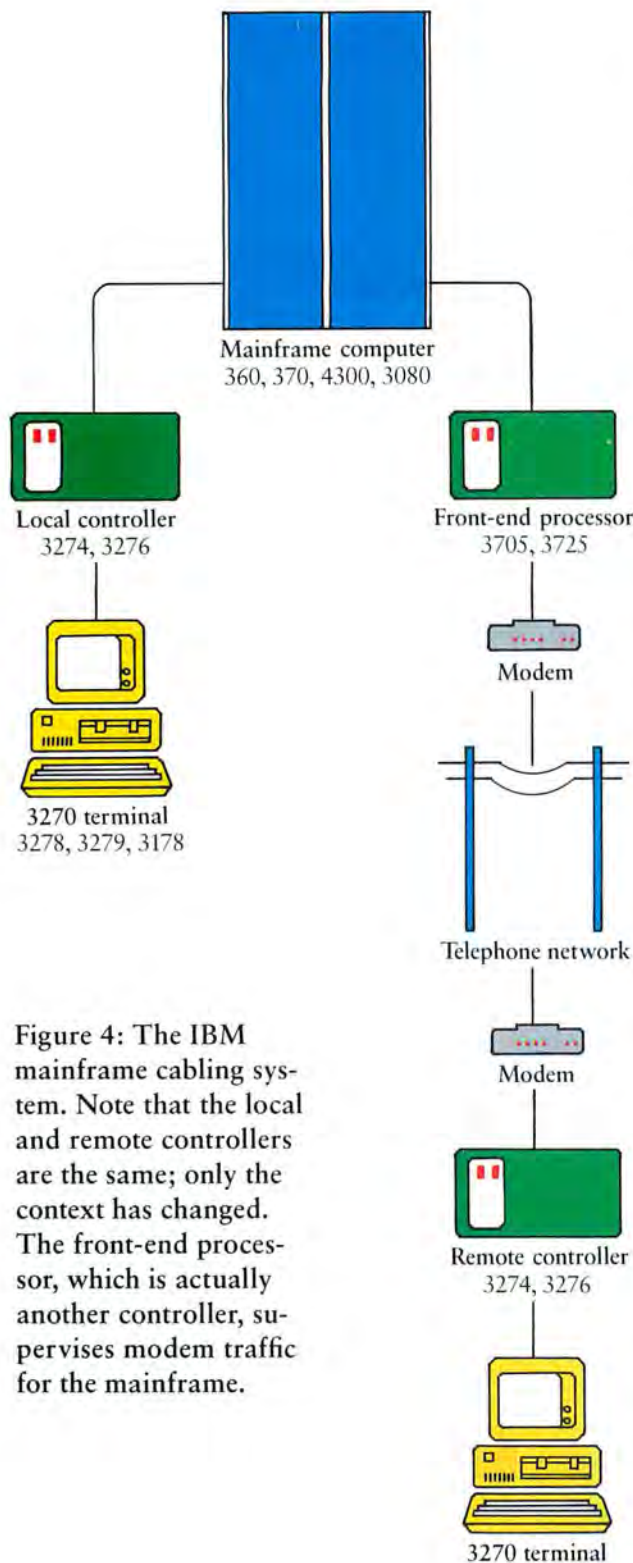 Mainframe computer
360, 370, 4300, 3080
Local controller
3274, 3276
3270 terminal
3278, 3279, 3178
Front-end processor
3705, 3725
Modem
Telephone network
Modem
Remote controller
3274, 3276
3270 terminal
Figure 4: The IBM
mainframe cabling sys-
tem. Note that the local
and remote controllers
are the same; only the
context has changed.
The front-end proces-
sor, which is actually
another controller, su-
pervises modem traffic
for the mainframe.